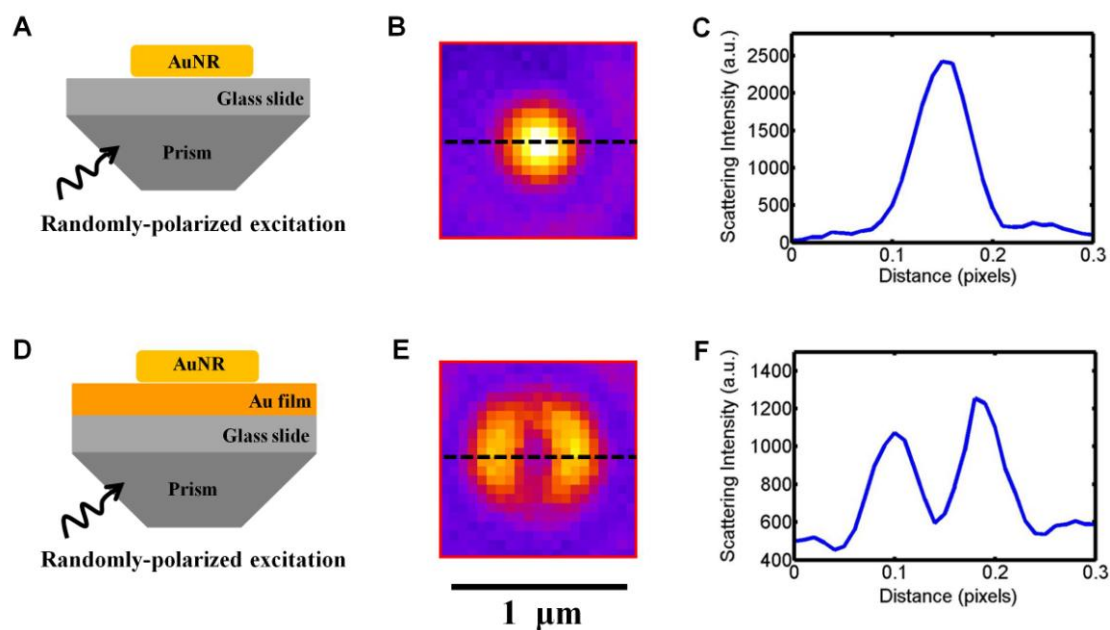 A
AuNR
Glass slide
Prism
Randomly-polarized excitation
B
C
Scattering Intensity (a.u.)
2500
2000
1500
1000
500
0
0 0.1 0.2 0.3
Distance (pixels)
D
AuNR
Au film
Glass slide
Prism
Randomly-polarized excitation
E
1 μm
F
Scattering Intensity (a.u.)
1400
1200
1000
800
600
400
0 0.1 0.2 0.3
Distance (pixels)